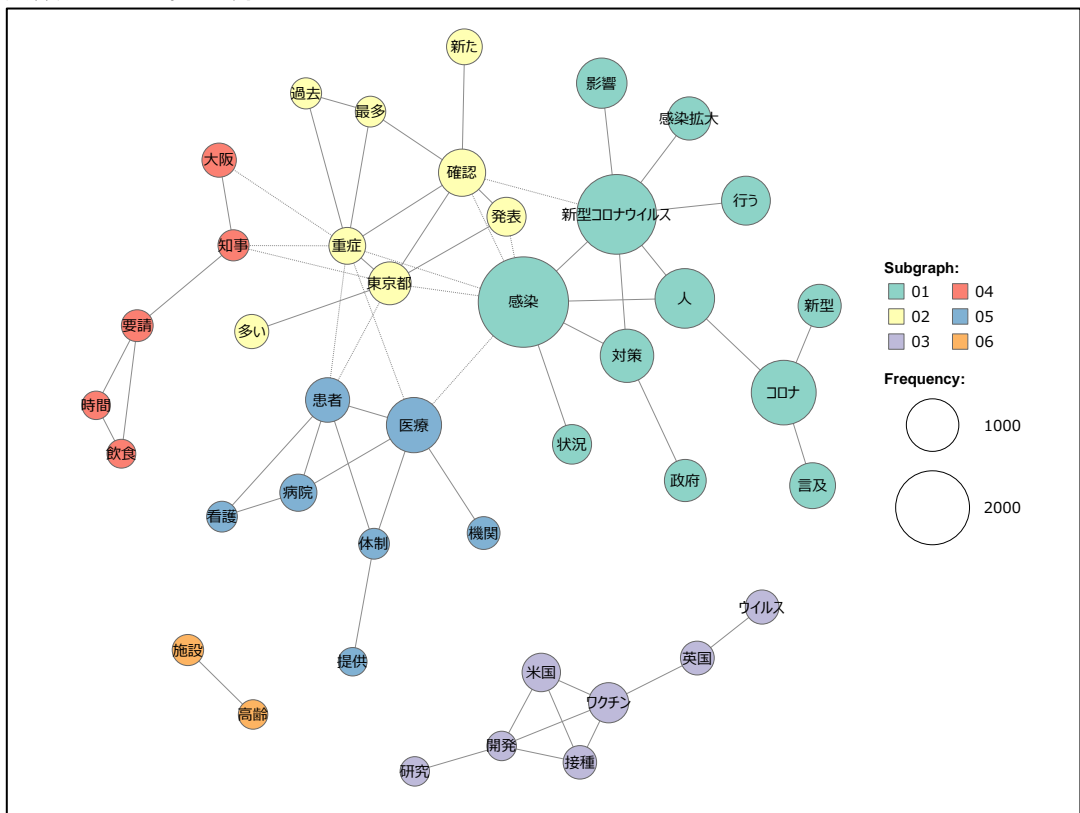 新た
過去
最多
影響
感染拡大
大阪
確認
行う
発表
新型コロナウイルス
知事
重症
東京都
感染
人
新型
要請
多い
対策
コロナ
時間
患者
医療
飲食
状況
政府
言及
病院
看護
体制
機関
提供
施設
高齢
ウイルス
英国
米国
ワクチン
開発
接種
研究
Subgraph:
01
04
02
05
03
06
Frequency:
1000
2000